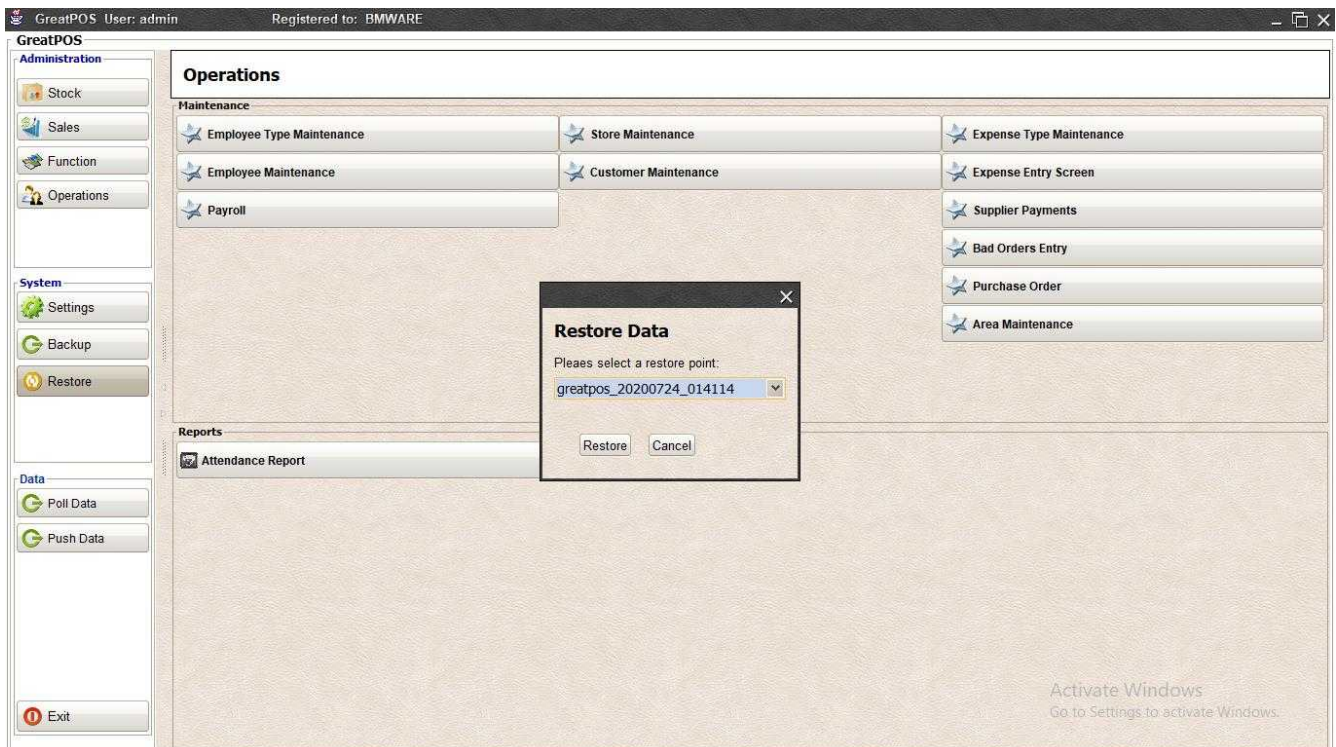 GreatPOS User: admin Registered to: BMWARE
GreatPOS
Administration
Stock
Sales
Function
Operations
System
Settings
Backup
Restore
Data
Poll Data
Push Data
Exit
Operations
Maintenance
Employee Type Maintenance
Store Maintenance
Expense Type Maintenance
Employee Maintenance
Customer Maintenance
Expense Entry Screen
Payroll
Supplier Payments
Bad Orders Entry
Purchase Order
Area Maintenance
Restore Data
Pleaes select a restore point:
greatpos_20200724_014114
Restore Cancel
Reports
Attendance Report
Activate Windows
Go to Settings to activate Windows.